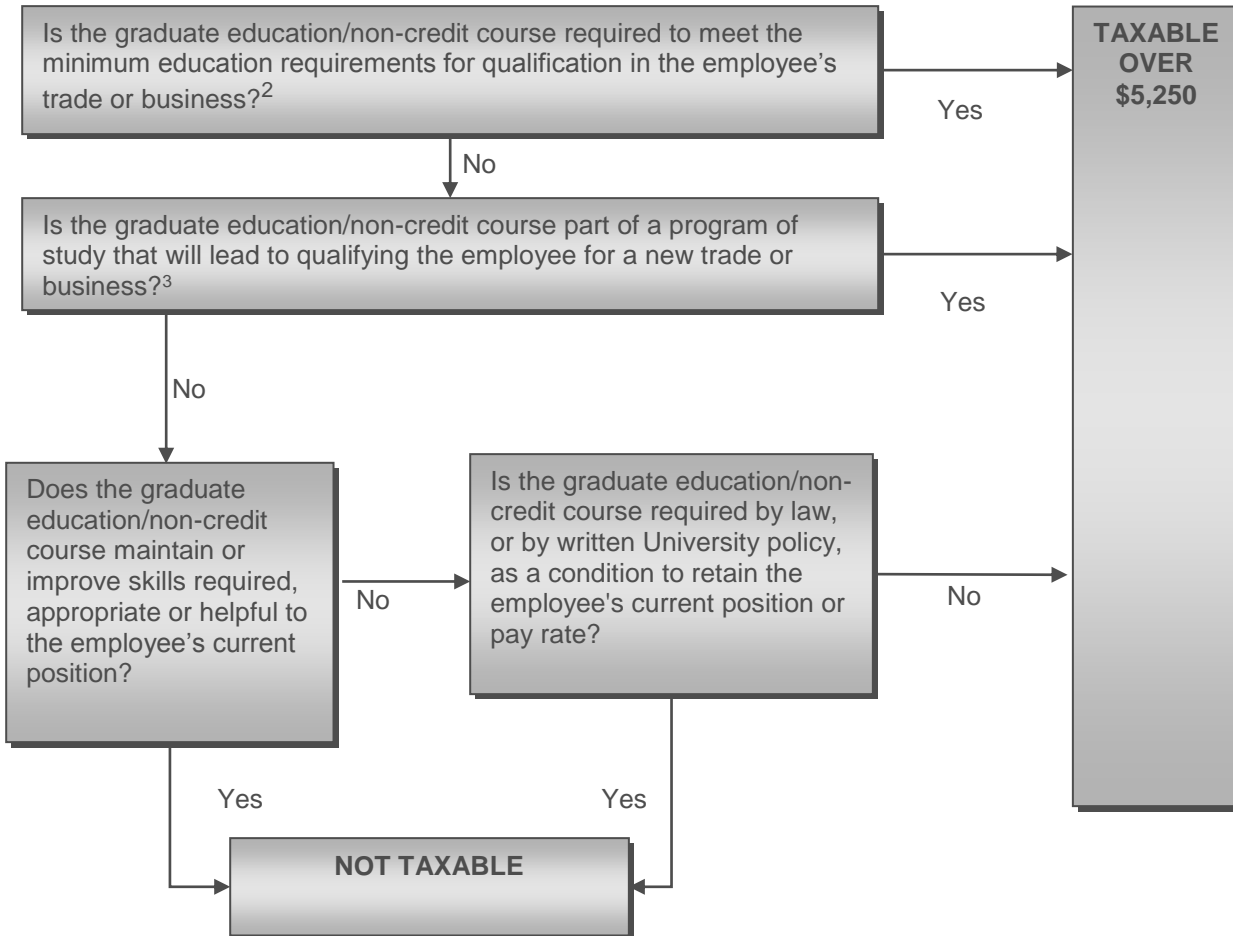 Is the graduate education/non-credit course required to meet the
minimum education requirements for qualification in the employee’s
trade or business?2
TAXABLE
OVER
$5,250
Yes
No
Is the graduate education/non-credit course part of a program of
study that will lead to qualifying the employee for a new trade or
business?3
Yes
No
Does the graduate
education/non-credit
course maintain or
improve skills required,
appropriate or helpful to
the employee’s current
position?
No
Is the graduate education/non-
credit course required by law,
or by written University policy,
as a condition to retain the
employee's current position or
pay rate?
No
Yes
Yes
NOT TAXABLE